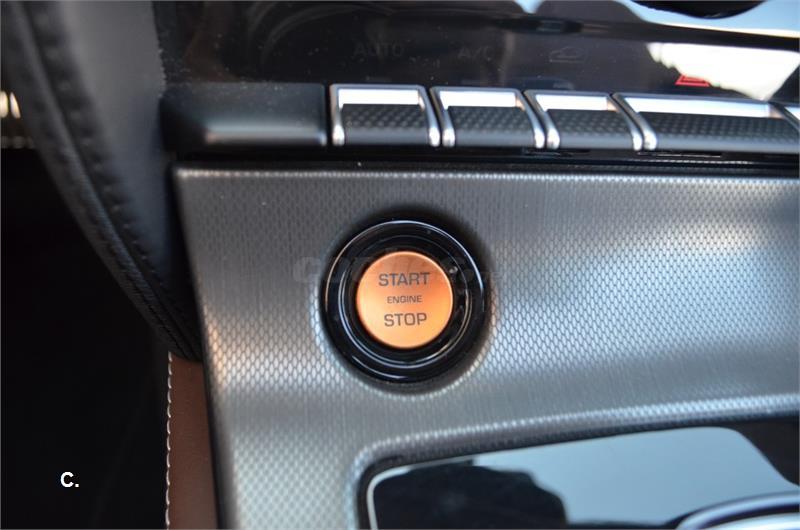 AUTO A/C
START
ENGINE
STOP
C.